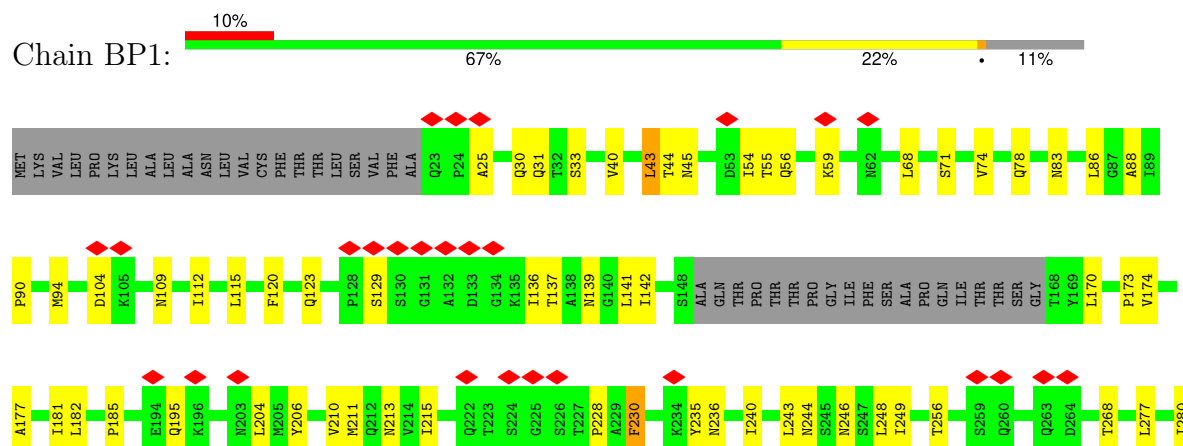 10%
Chain BP1:
67% 22% • 11%
MET LYS VAL LEU PRO LYS LEU ALA LEU ALA ASN LEU VAL CYS PHE THR THR LEU SER VAL PHE ALA Q23 P24 A25 Q30 Q31 T32 S33 V40 L43 T44 N45 D53 I54 T55 Q56 K59 N62 L68 S71 V74 Q78 N83 L86 G87 A88 I89
P90 M94 D104 K105 N109 I112 L115 F120 Q123 P128 S129 S130 G131 A132 D133 G134 K135 I136 T137 A138 N139 G140 L141 I142 S148 ALA GLN THR PRO THR THR PRO GLY ILE PHE SER ALA PRO GLN ILE THR THR SER GLY T168 Y169 L170 P173 V174
A177 I181 L182 P185 E194 Q195 K196 N203 L204 M205 Y206 V210 M211 Q212 N213 V214 I215 Q222 T223 S224 G225 S226 T227 P228 A229 F230 K234 Y235 N236 I240 L243 N244 S245 N246 S247 L248 I249 T256 S259 Q260 Q263 D264 T268 L277 I280